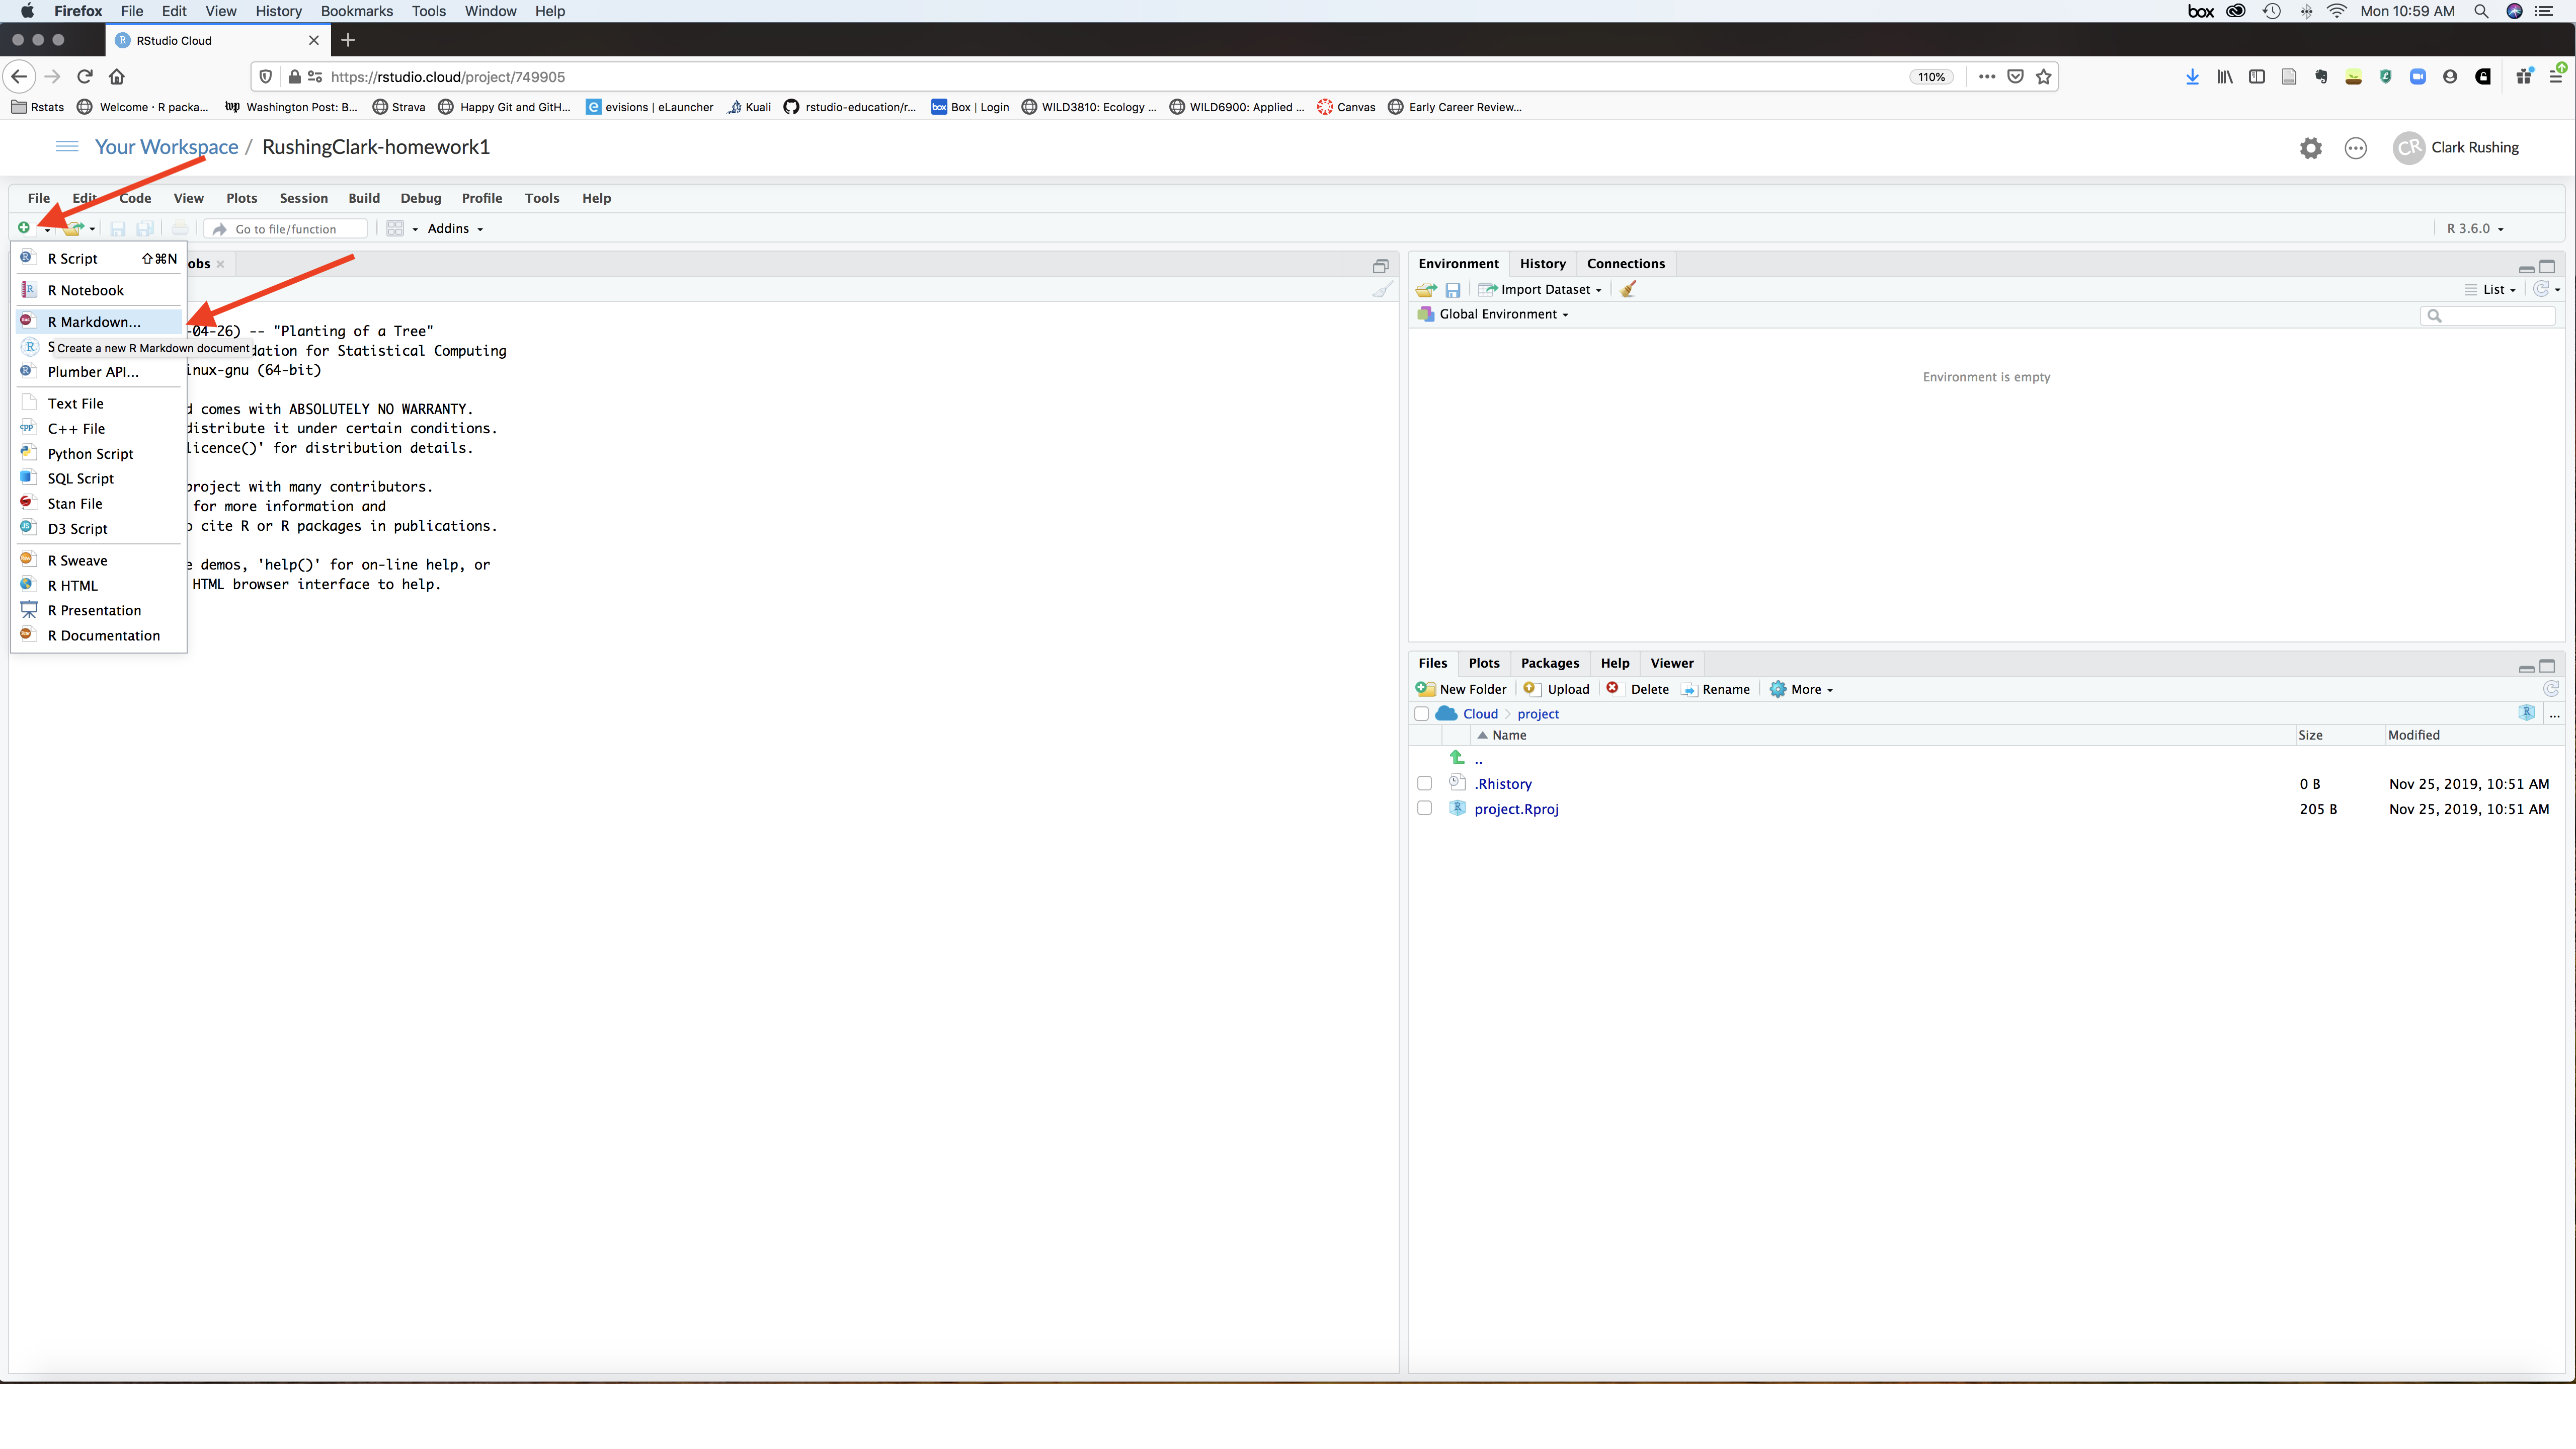 Firefox File Edit View History Bookmarks Tools Window Help box Mon 10:59 AM
RStudio Cloud
https://rstudio.cloud/project/749905 110%
Rstats Welcome · R packa... wp Washington Post: B... Strava Happy Git and GitH... e evisions | eLauncher Kuali rstudio-education/r... box Box | Login WILD3810: Ecology ... WILD6900: Applied ... Canvas Early Career Review...
Your Workspace / RushingClark-homework1 CR Clark Rushing
File Edit Code View Plots Session Build Debug Profile Tools Help
Go to file/function Addins R 3.6.0
R Script ⇧⌘N
obs
R Notebook
R Markdown...
-04-26) -- "Planting of a Tree"
S Create a new R Markdown document
dation for Statistical Computing
Plumber API...
inux-gnu (64-bit)
Text File
d comes with ABSOLUTELY NO WARRANTY.
C++ File
distribute it under certain conditions.
Python Script
licence()' for distribution details.
SQL Script
project with many contributors.
Stan File
for more information and
D3 Script
o cite R or R packages in publications.
R Sweave
e demos, 'help()' for on-line help, or
R HTML
HTML browser interface to help.
R Presentation
R Documentation
Environment History Connections
Import Dataset List
Global Environment
Environment is empty
Files Plots Packages Help Viewer
New Folder Upload Delete Rename More
Cloud project ...
Name Size Modified
..
.Rhistory 0 B Nov 25, 2019, 10:51 AM
project.Rproj 205 B Nov 25, 2019, 10:51 AM